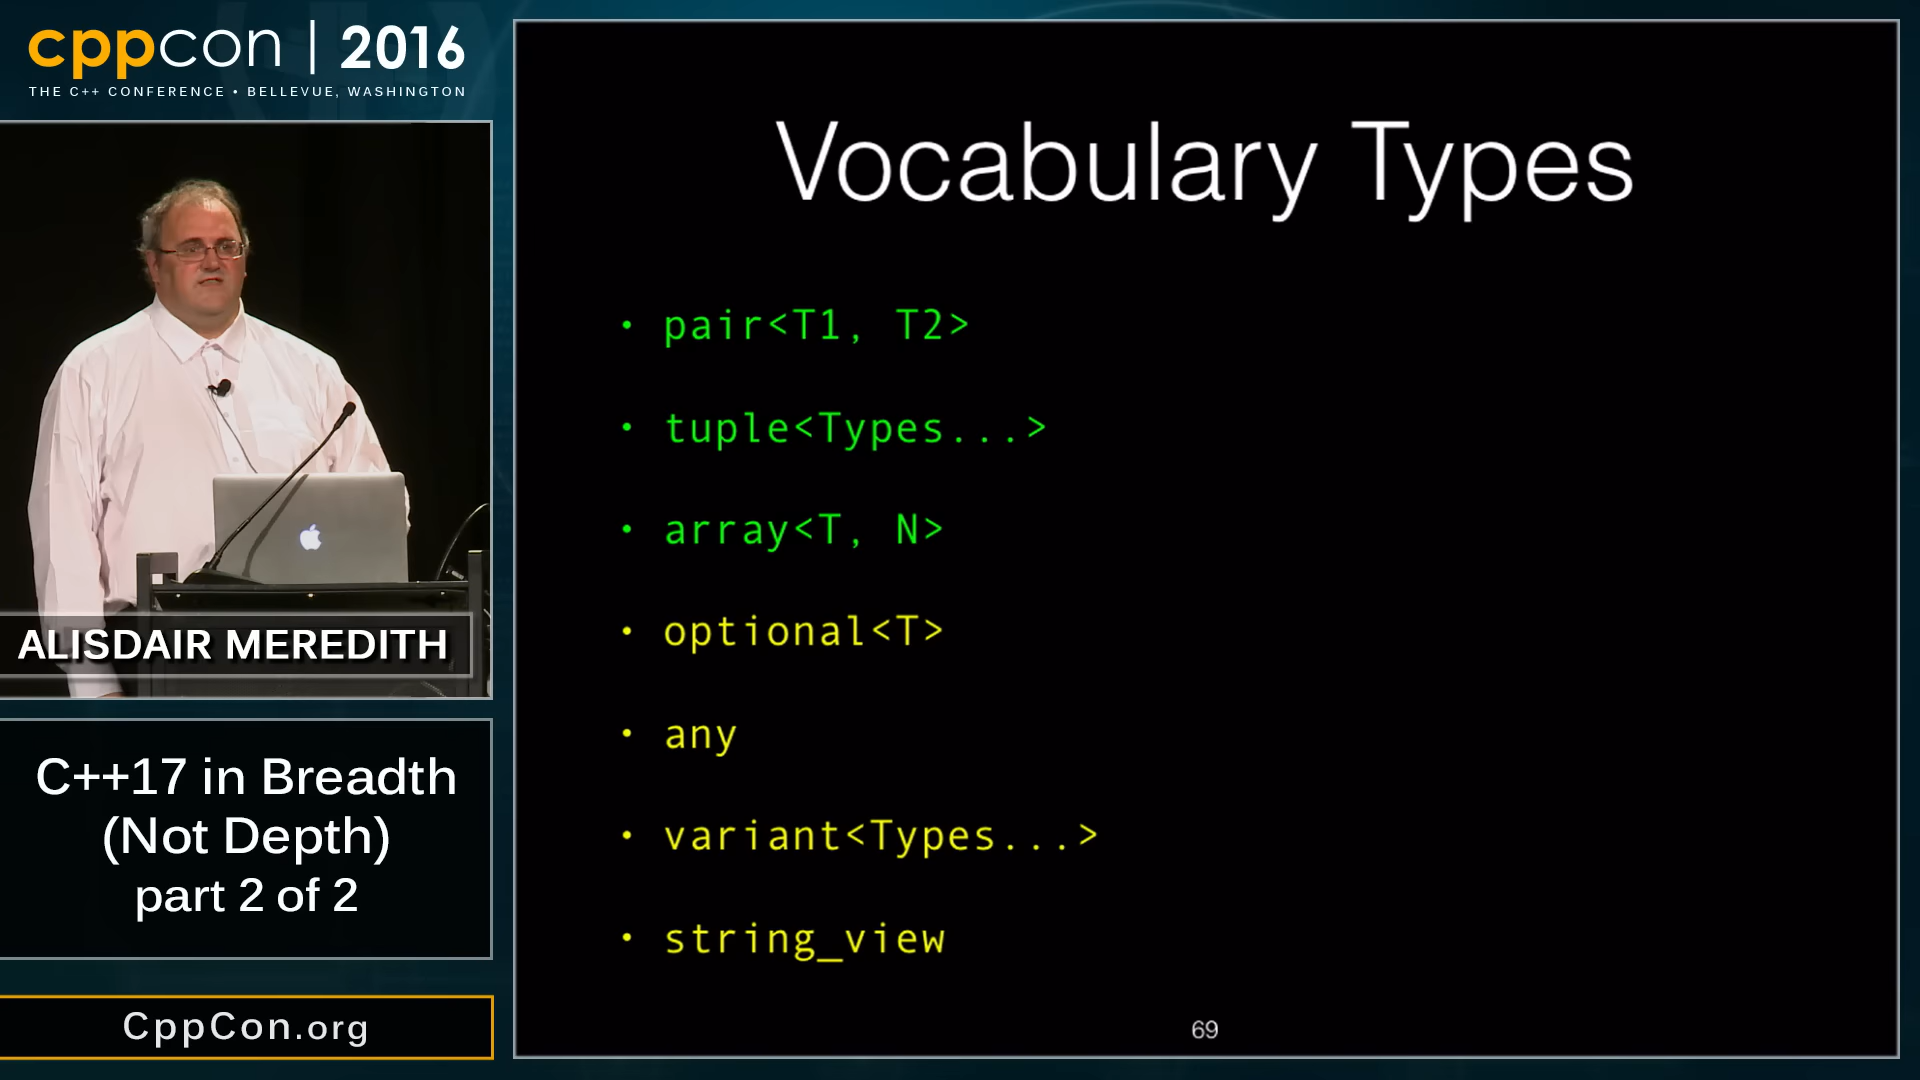 cppcon | 2016
THE C++ CONFERENCE • BELLEVUE, WASHINGTON
ALISDAIR MEREDITH
C++17 in Breadth
(Not Depth)
part 2 of 2
CppCon.org
Vocabulary Types
• pair<T1, T2>
• tuple<Types...>
• array<T, N>
• optional<T>
• any
• variant<Types...>
• string_view
69